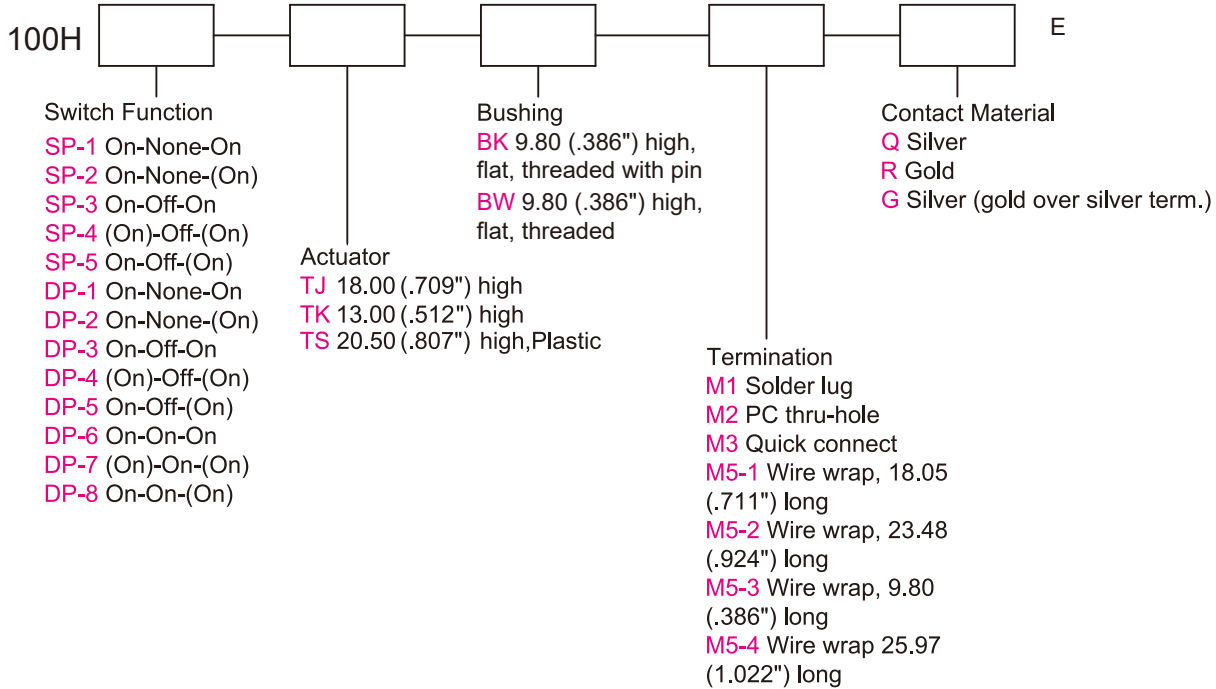 100H
E
Switch Function
SP-1 On-None-On
SP-2 On-None-(On)
SP-3 On-Off-On
SP-4 (On)-Off-(On)
SP-5 On-Off-(On)
DP-1 On-None-On
DP-2 On-None-(On)
DP-3 On-Off-On
DP-4 (On)-Off-(On)
DP-5 On-Off-(On)
DP-6 On-On-On
DP-7 (On)-On-(On)
DP-8 On-On-(On)
Actuator
TJ 18.00 (.709") high
TK 13.00 (.512") high
TS 20.50 (.807") high,Plastic
Bushing
BK 9.80 (.386") high,
flat, threaded with pin
BW 9.80 (.386") high,
flat, threaded
Termination
M1 Solder lug
M2 PC thru-hole
M3 Quick connect
M5-1 Wire wrap, 18.05
(.711") long
M5-2 Wire wrap, 23.48
(.924") long
M5-3 Wire wrap, 9.80
(.386") long
M5-4 Wire wrap 25.97
(1.022") long
Contact Material
Q Silver
R Gold
G Silver (gold over silver term.)